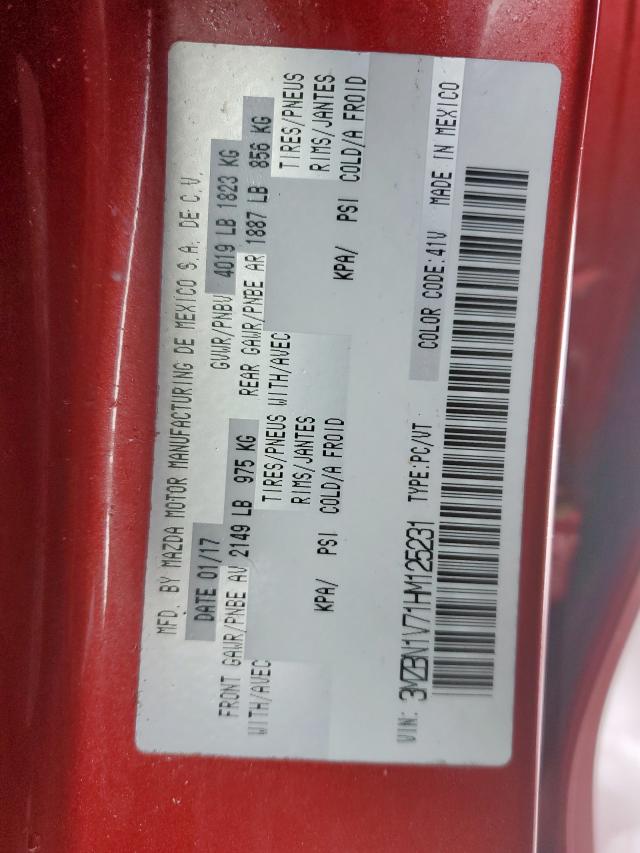 MFD. BY MAZDA MOTOR MANUFACTURING DE MEXICO S.A. DE C.V.
DATE 01/17 GVWR/PNBV 4019 LB 1823 KG
FRONT GAWR/PNBE AV 2149 LB 975 KG REAR GAWR/PNBE AR 1887 LB 856 KG
WITH/AVEC TIRES/PNEUS WITH/AVEC TIRES/PNEUS
RIMS/JANTES RIMS/JANTES
KPA/ PSI COLD/A FROID KPA/ PSI COLD/A FROID
VIN: 3MZBN1V71HM125231 TYPE:PC/VT COLOR CODE:41V MADE IN MEXICO